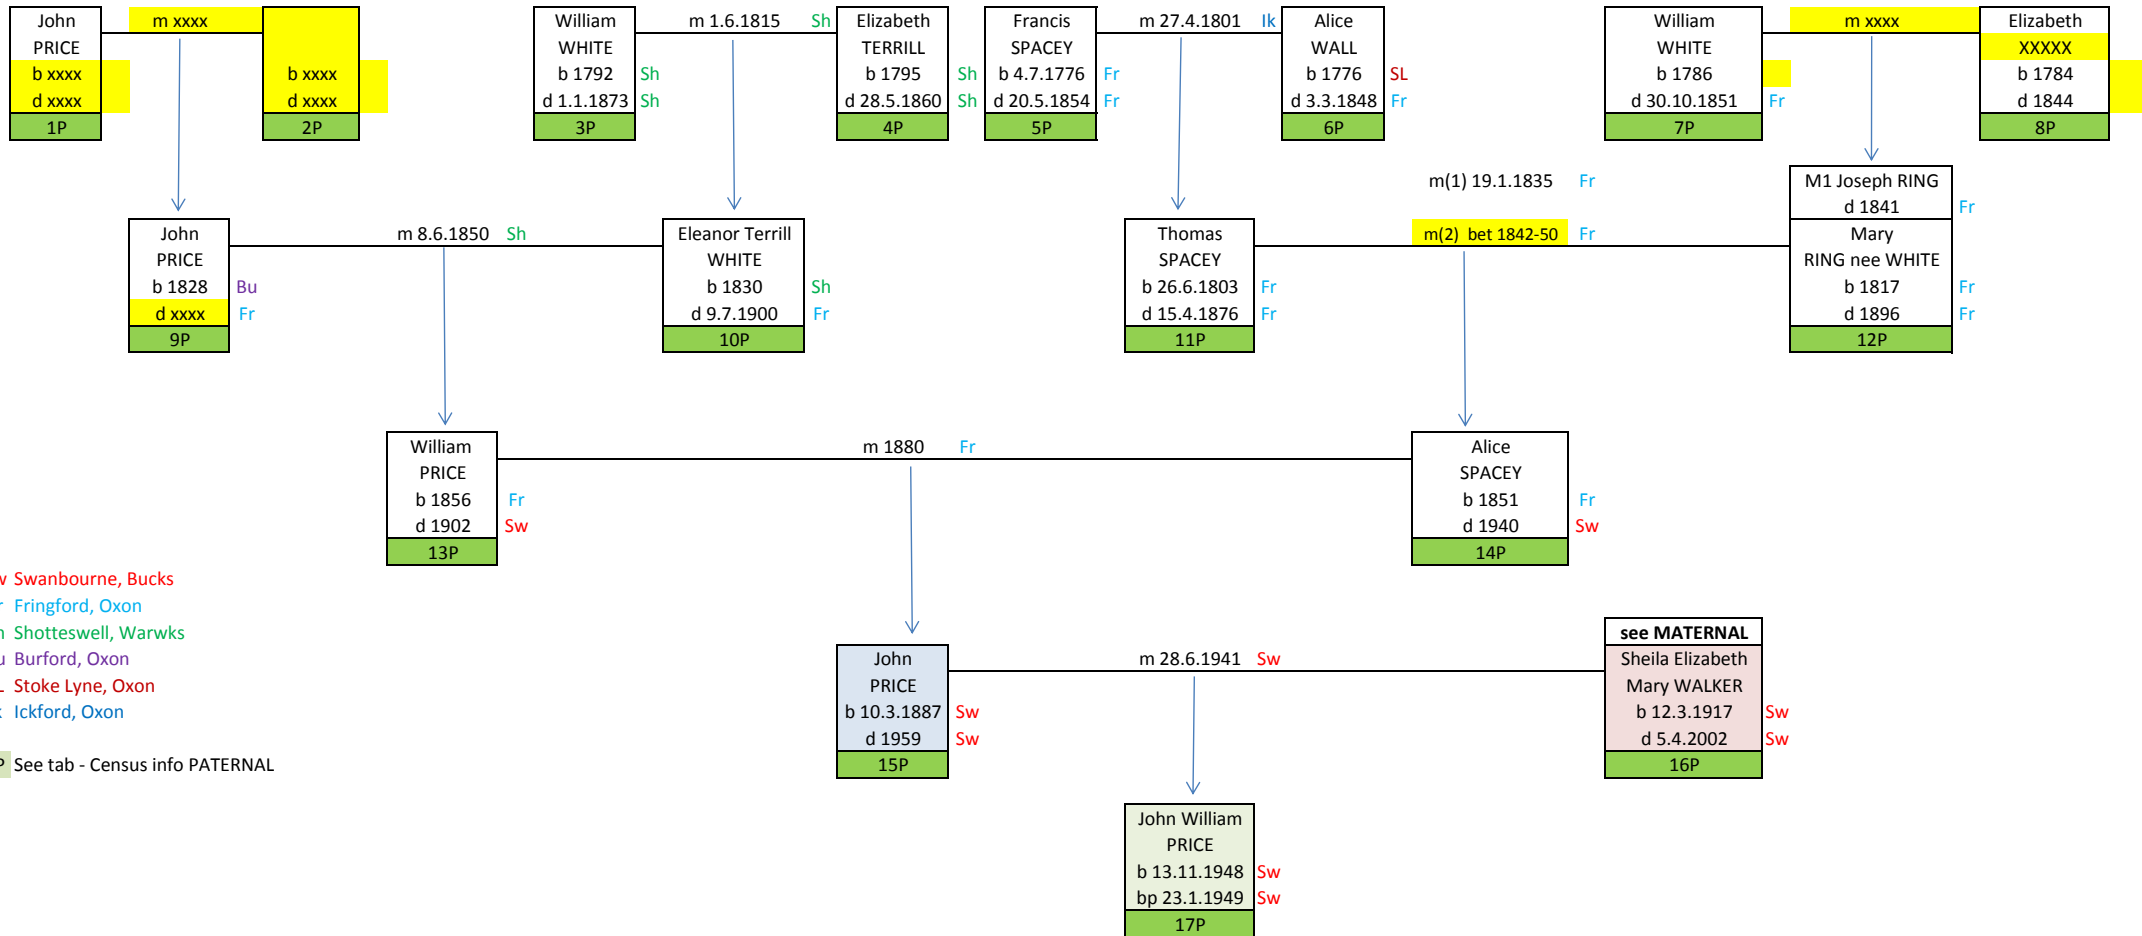 John
PRICE
b xxxx
d xxxx
1P
m xxxx
b xxxx
d xxxx
2P
William
WHITE
b 1792 Sh
d 1.1.1873 Sh
3P
m 1.6.1815 Sh
Elizabeth
TERRILL
b 1795 Sh
d 28.5.1860 Sh
4P
Francis
SPACEY
b 4.7.1776 Fr
d 20.5.1854 Fr
5P
m 27.4.1801 Ik
Alice
WALL
b 1776 SL
d 3.3.1848 Fr
6P
William
WHITE
b 1786
d 30.10.1851 Fr
7P
m xxxx
Elizabeth
XXXXX
b 1784
d 1844
8P
John
PRICE
b 1828 Bu
d xxxx Fr
9P
m 8.6.1850 Sh
Eleanor Terrill
WHITE
b 1830 Sh
d 9.7.1900 Fr
10P
Thomas
SPACEY
b 26.6.1803 Fr
d 15.4.1876 Fr
11P
m(1) 19.1.1835 Fr
m(2) bet 1842-50 Fr
M1 Joseph RING
d 1841 Fr
Mary
RING nee WHITE
b 1817 Fr
d 1896 Fr
12P
William
PRICE
b 1856 Fr
d 1902 Sw
13P
m 1880 Fr
Alice
SPACEY
b 1851 Fr
d 1940 Sw
14P
w Swanbourne, Bucks
r Fringford, Oxon
n Shotteswell, Warwks
u Burford, Oxon
L Stoke Lyne, Oxon
k Ickford, Oxon
P See tab - Census info PATERNAL
John
PRICE
b 10.3.1887 Sw
d 1959 Sw
15P
m 28.6.1941 Sw
see MATERNAL
Sheila Elizabeth
Mary WALKER
b 12.3.1917 Sw
d 5.4.2002 Sw
16P
John William
PRICE
b 13.11.1948 Sw
bp 23.1.1949 Sw
17P